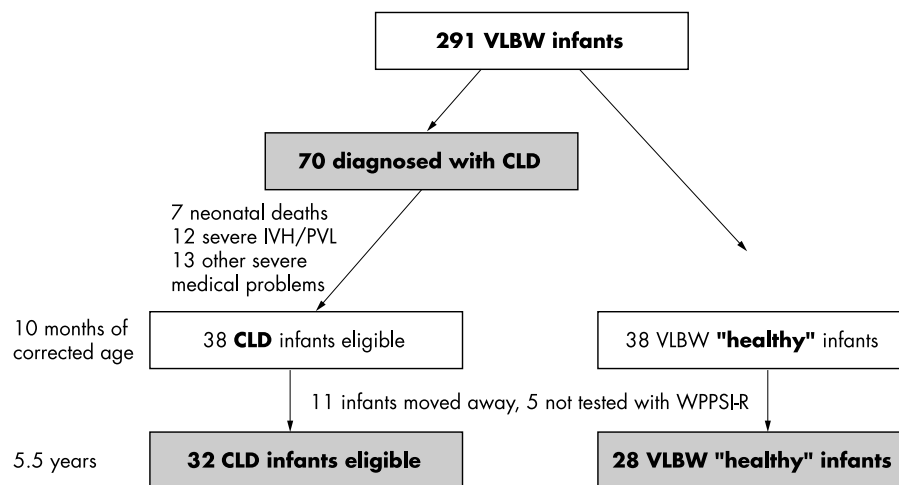 291 VLBW infants
70 diagnosed with CLD
7 neonatal deaths
12 severe IVH/PVL
13 other severe
medical problems
10 months of
corrected age
38 CLD infants eligible
38 VLBW "healthy" infants
11 infants moved away, 5 not tested with WPPSI-R
5.5 years
32 CLD infants eligible
28 VLBW "healthy" infants